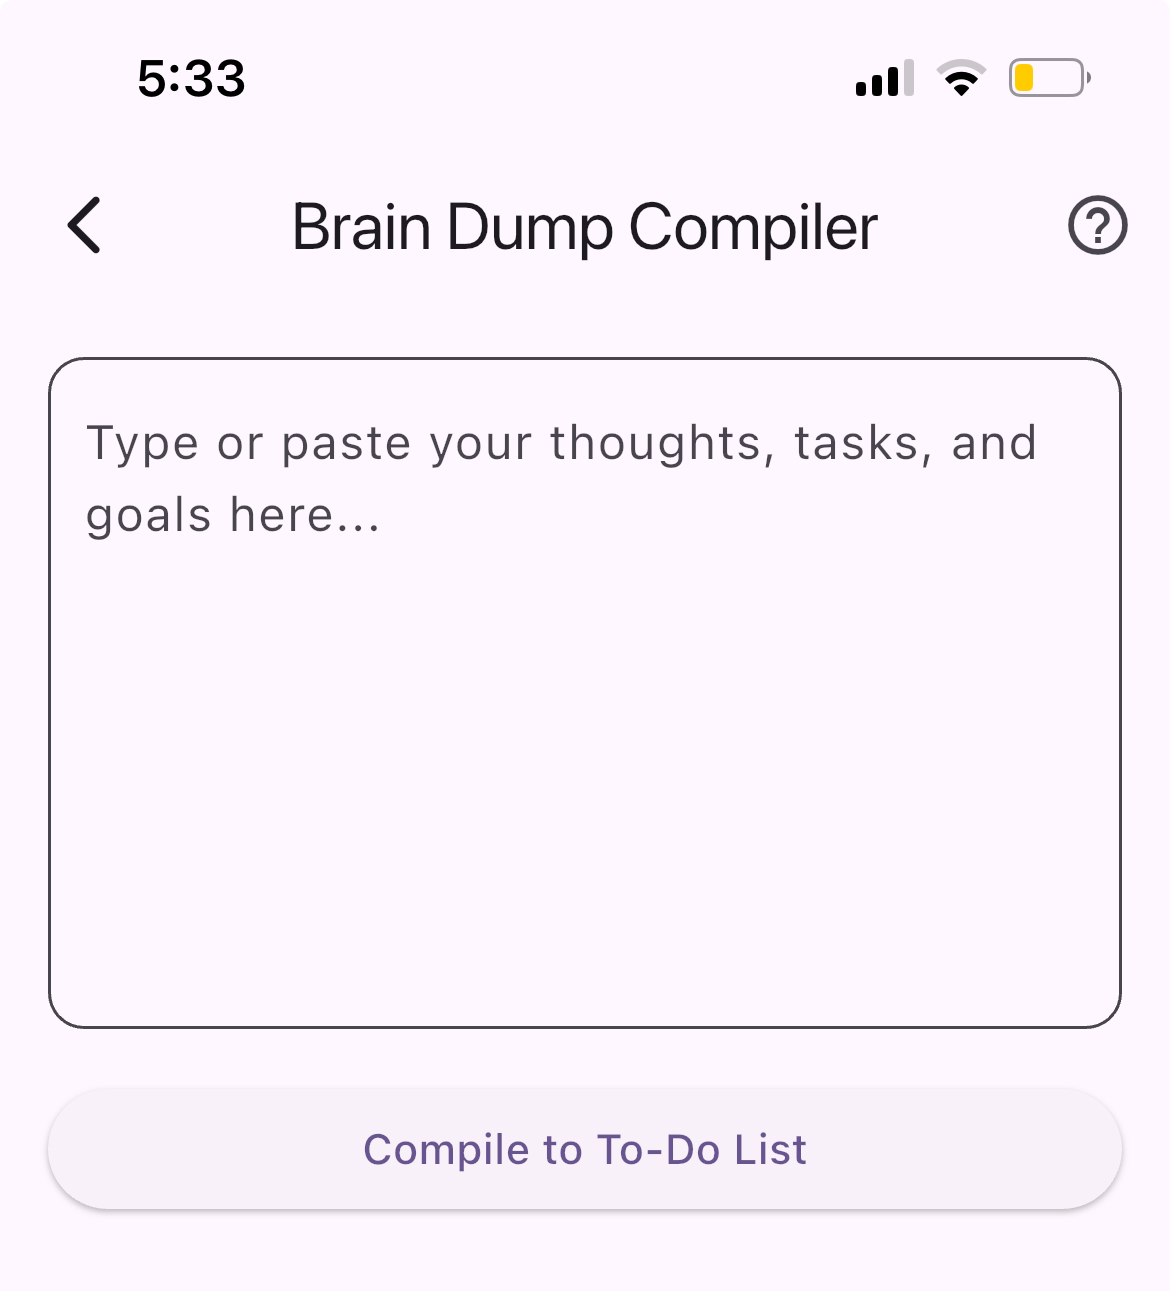 5:33
Brain Dump Compiler
Type or paste your thoughts, tasks, and
goals here...
Compile to To-Do List